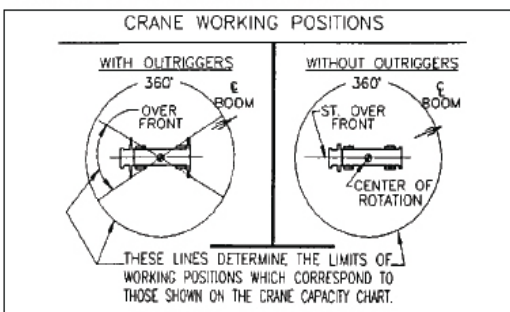 CRANE WORKING POSITIONS
WITH OUTRIGGERS
360°
℄
BOOM
OVER
FRONT
WITHOUT OUTRIGGERS
360°
℄
BOOM
ST. OVER
FRONT
CENTER OF
ROTATION
THESE LINES DETERMINE THE LIMITS OF
WORKING POSITIONS WHICH CORRESPOND TO
THOSE SHOWN ON THE CRANE CAPACITY CHART.